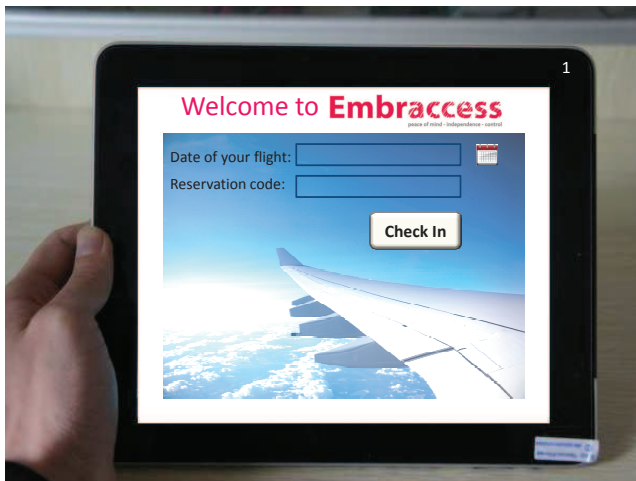 1
Welcome to Embraccess
peace of mind - independence - control
Date of your flight:
Reservation code:
Check In